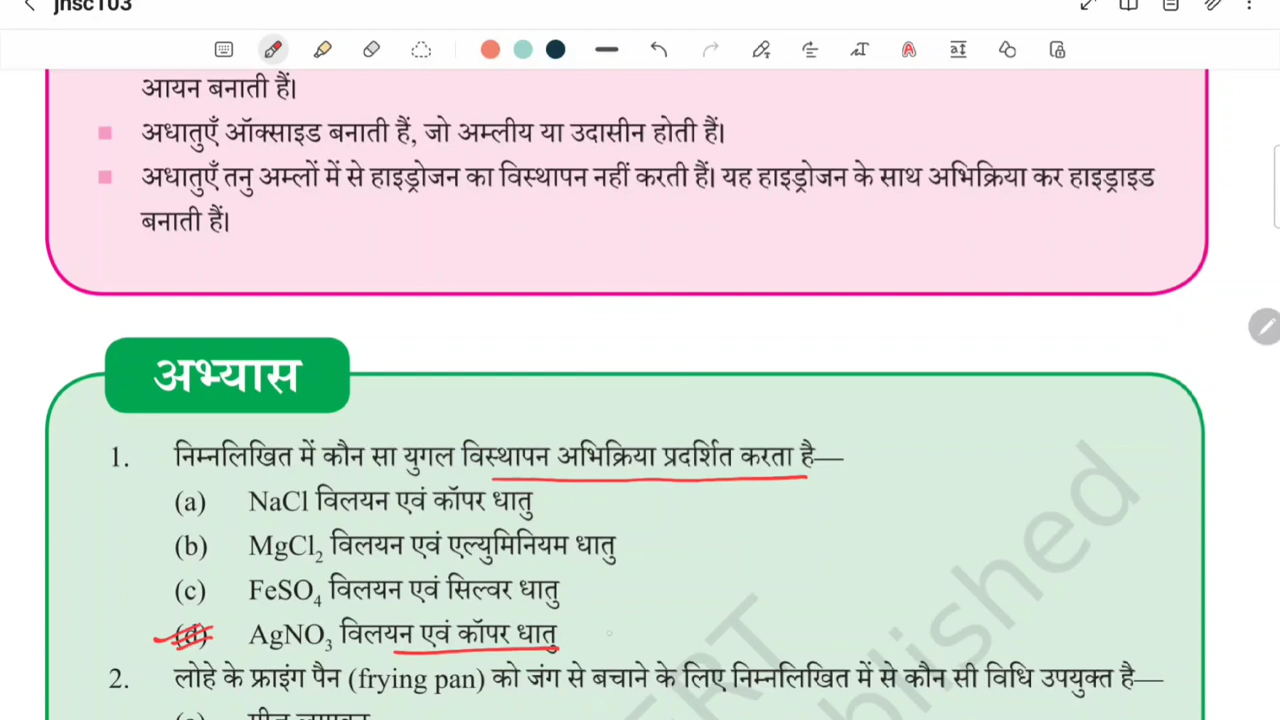 jhsc103
आयन बनाती हैं।
अधातुएँ ऑक्साइड बनाती हैं, जो अम्लीय या उदासीन होती हैं।
अधातुएँ तनु अम्लों में से हाइड्रोजन का विस्थापन नहीं करती हैं। यह हाइड्रोजन के साथ अभिक्रिया कर हाइड्राइड
बनाती हैं।
अभ्यास
1. निम्नलिखित में कौन सा युगल विस्थापन अभिक्रिया प्रदर्शित करता है—
(a) NaCl विलयन एवं कॉपर धातु
(b) MgCl₂ विलयन एवं एल्युमिनियम धातु
(c) FeSO₄ विलयन एवं सिल्वर धातु
(d) AgNO₃ विलयन एवं कॉपर धातु
2. लोहे के फ्राइंग पैन (frying pan) को जंग से बचाने के लिए निम्नलिखित में से कौन सी विधि उपयुक्त है—